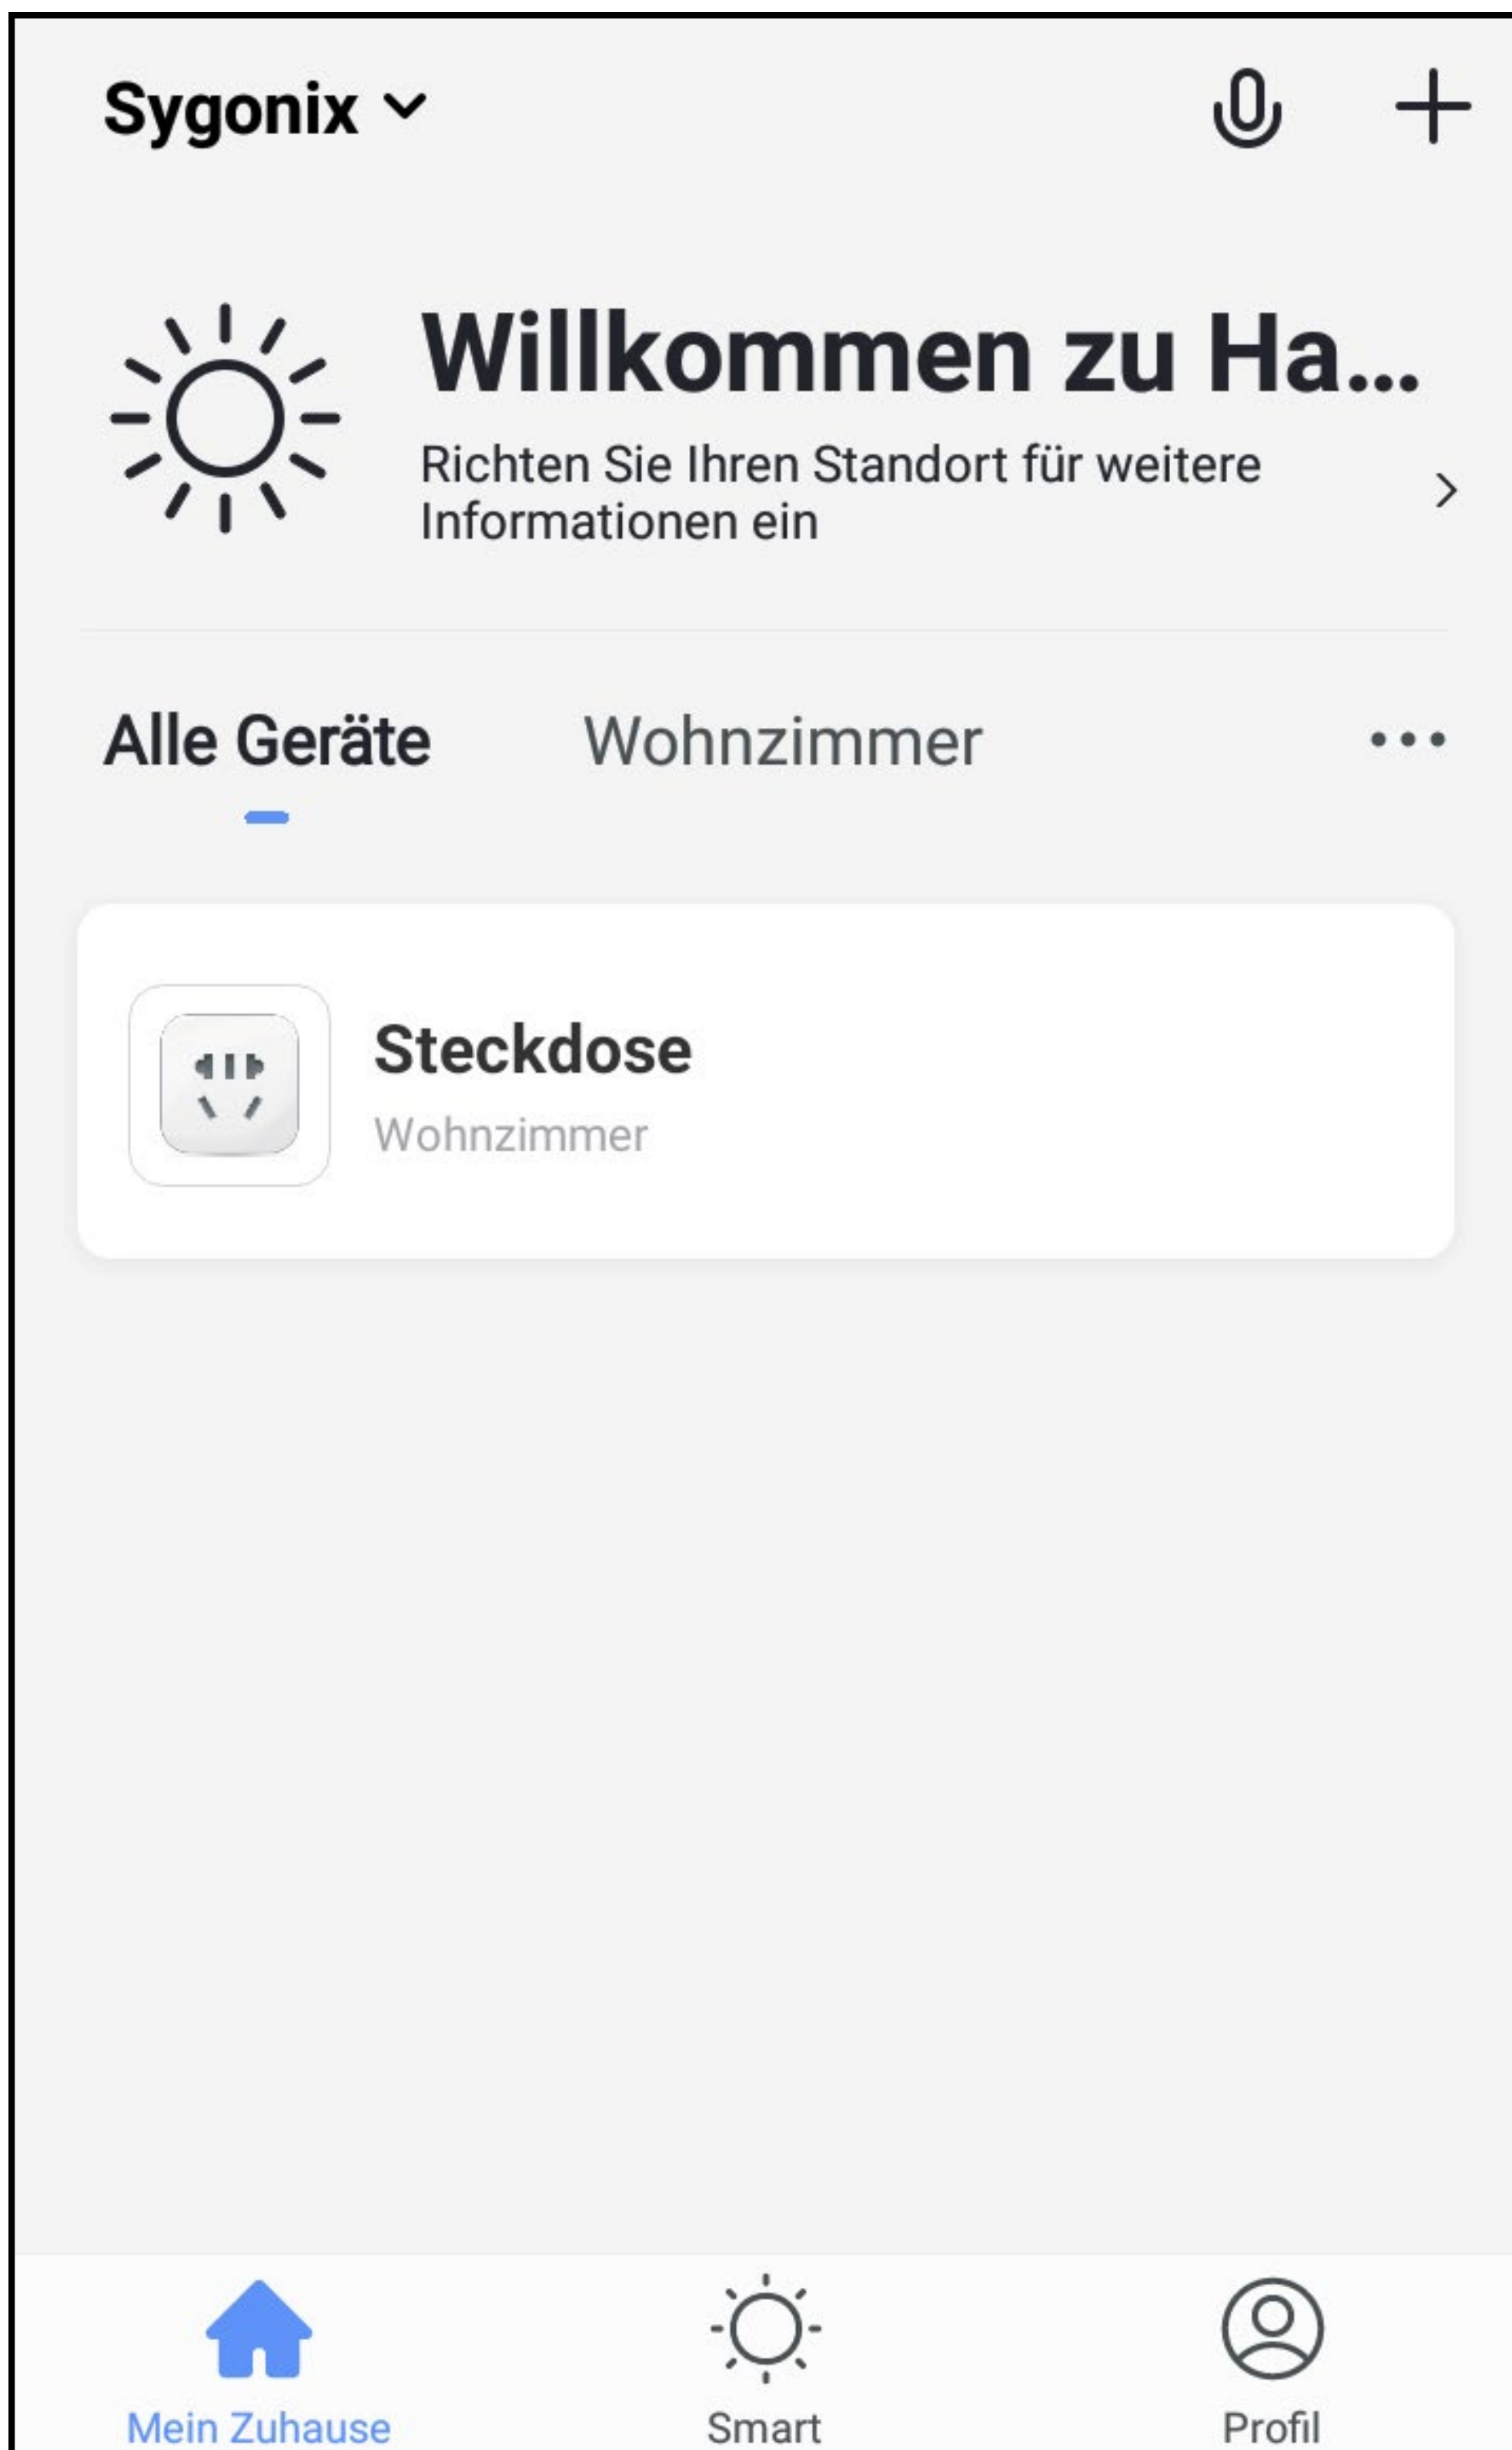 Sygonix
Willkommen zu Ha...
Richten Sie Ihren Standort für weitere
Informationen ein
Alle Geräte Wohnzimmer
Steckdose
Wohnzimmer
Mein Zuhause Smart Profil